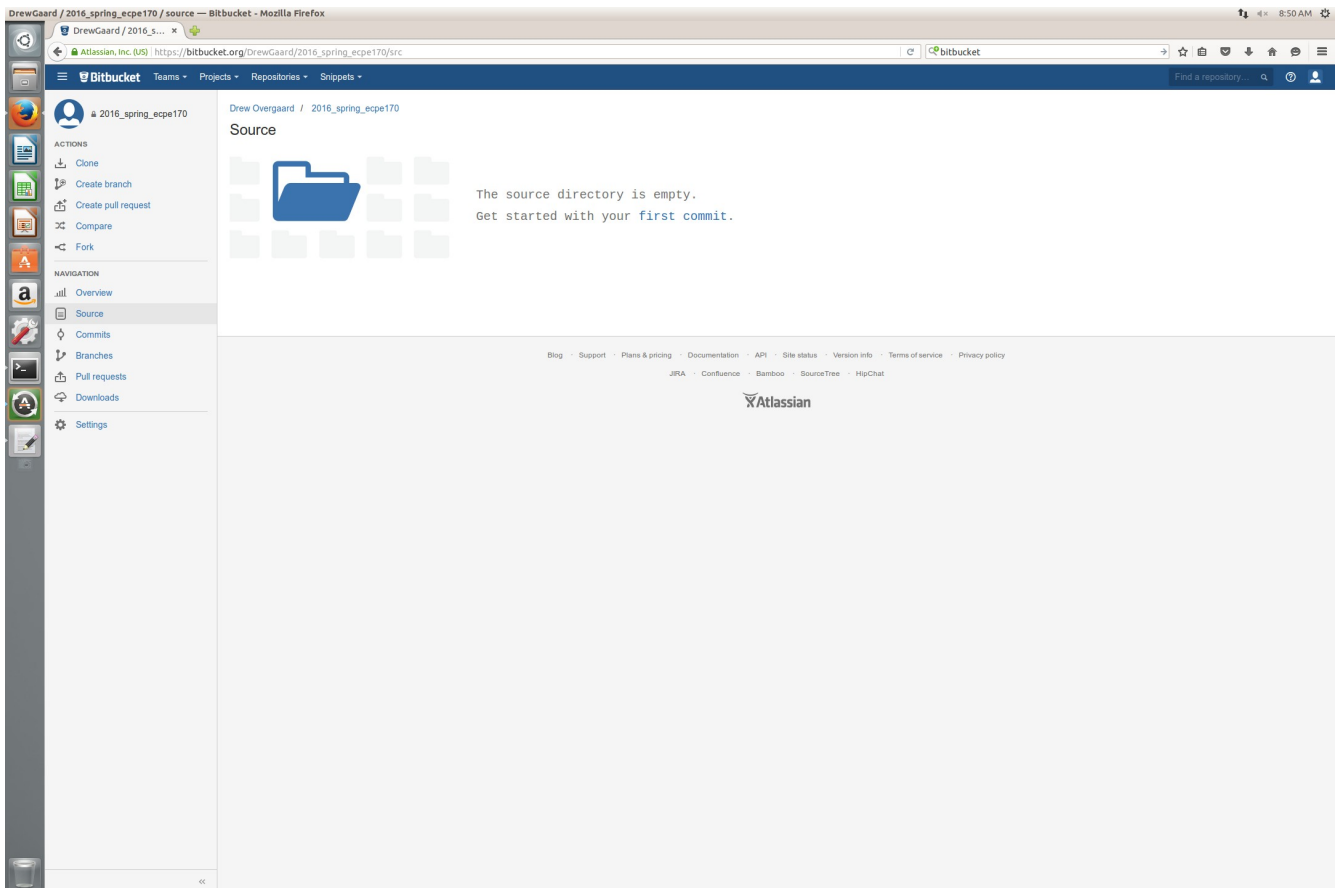 DrewGaard / 2016_spring_ecpe170 / source — Bitbucket - Mozilla Firefox
8:50 AM
DrewGaard / 2016_s...
Atlassian, Inc. (US) https://bitbucket.org/DrewGaard/2016_spring_ecpe170/src
bitbucket
Bitbucket Teams Projects Repositories Snippets
Find a repository...
2016_spring_ecpe170
Drew Overgaard / 2016_spring_ecpe170
Source
ACTIONS
Clone
Create branch
Create pull request
Compare
Fork
NAVIGATION
Overview
Source
Commits
Branches
Pull requests
Downloads
Settings
The source directory is empty.
Get started with your first commit.
Blog · Support · Plans & pricing · Documentation · API · Site status · Version info · Terms of service · Privacy policy
JIRA · Confluence · Bamboo · SourceTree · HipChat
Atlassian